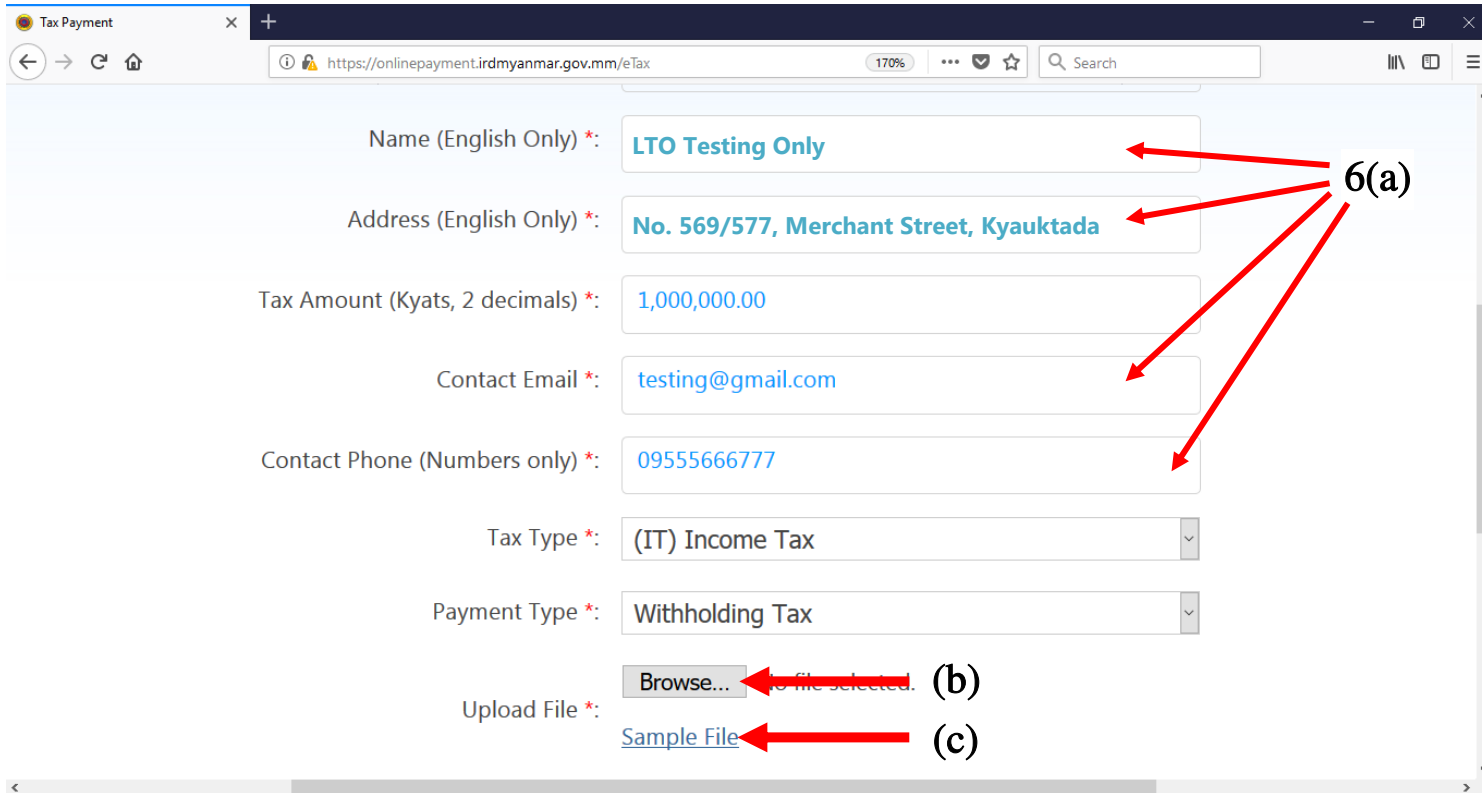 Tax Payment
https://onlinepayment.irdmyanmar.gov.mm/eTax 170% Search
Name (English Only) *: LTO Testing Only
6(a)
Address (English Only) *: No. 569/577, Merchant Street, Kyauktada
Tax Amount (Kyats, 2 decimals) *: 1,000,000.00
Contact Email *: testing@gmail.com
Contact Phone (Numbers only) *: 09555666777
Tax Type *: (IT) Income Tax
Payment Type *: Withholding Tax
Browse... file selected. (b)
Upload File *:
Sample File (c)